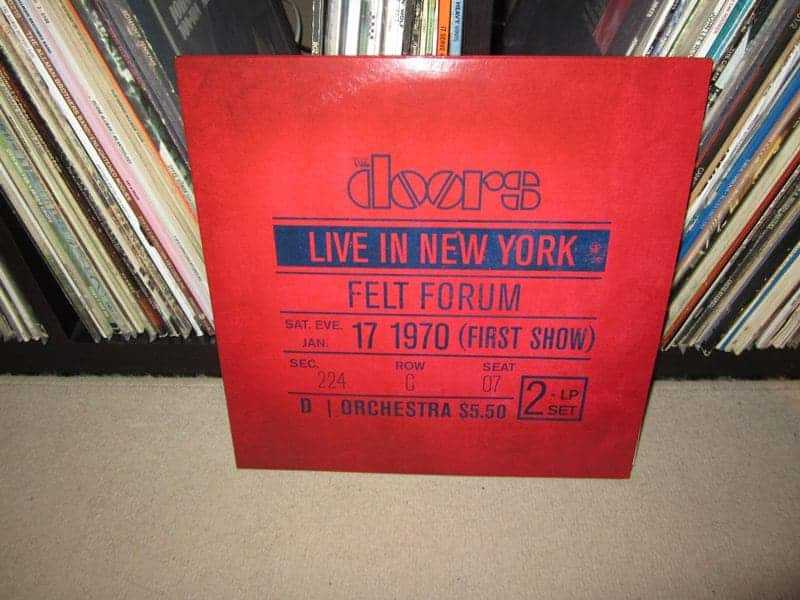 THE
doors
LIVE IN NEW YORK
FELT FORUM
SAT. EVE.
JAN. 17 1970 (FIRST SHOW)
SEC. ROW SEAT
224 C 07
D | ORCHESTRA $5.50
2 - LP
SET